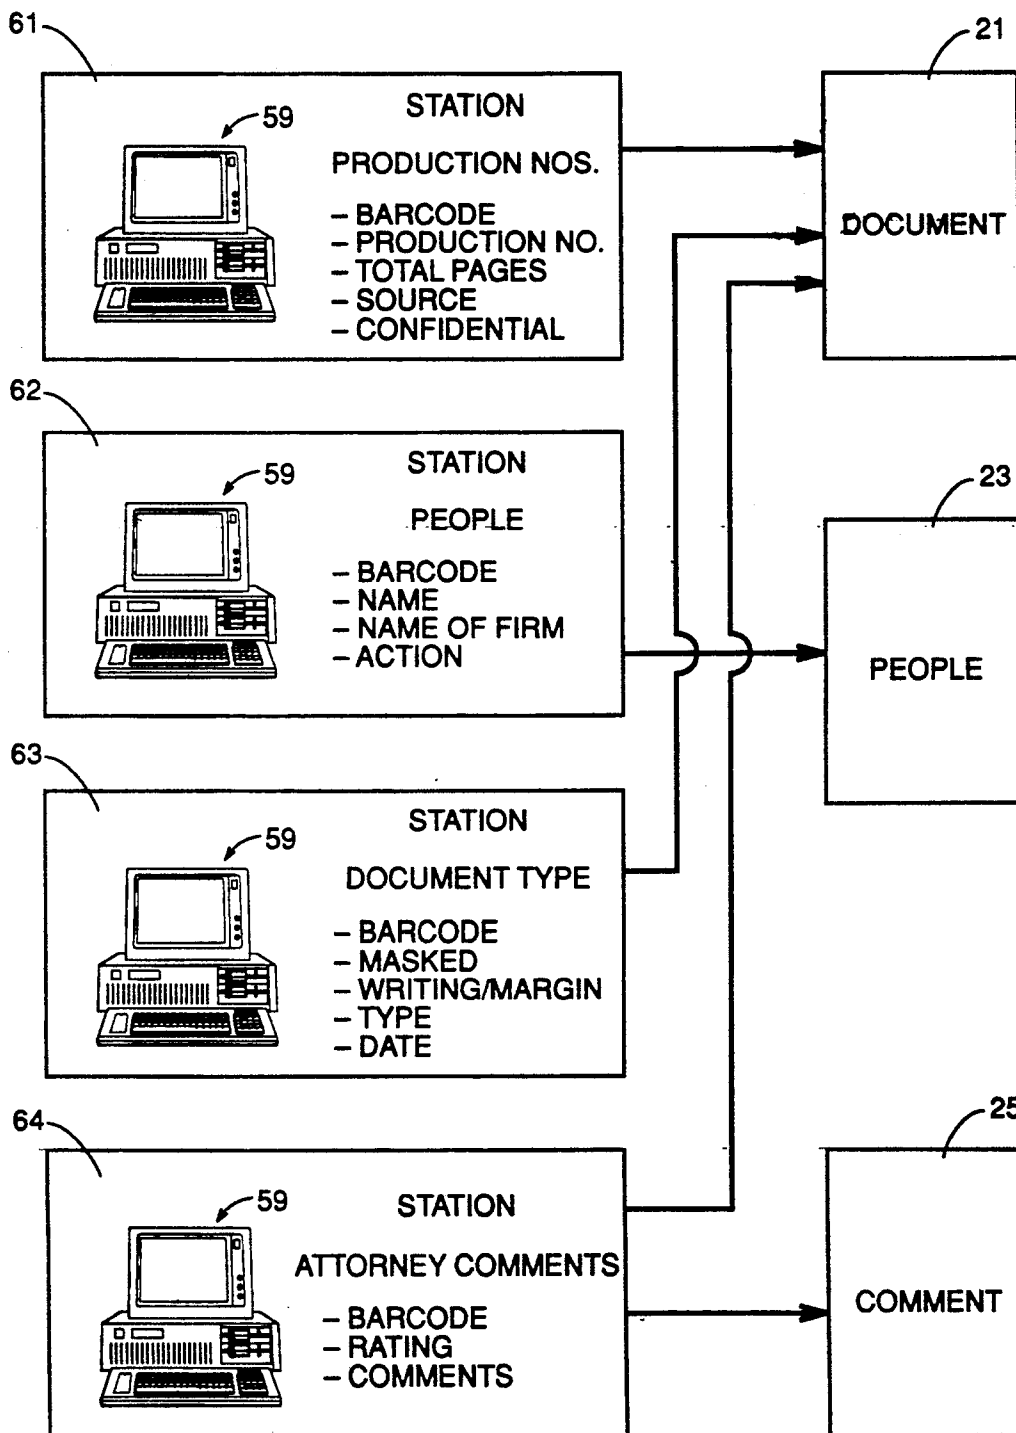 61
59
STATION
PRODUCTION NOS.
– BARCODE
– PRODUCTION NO.
– TOTAL PAGES
– SOURCE
– CONFIDENTIAL
21
DOCUMENT
62
59
STATION
PEOPLE
– BARCODE
– NAME
– NAME OF FIRM
– ACTION
23
PEOPLE
63
59
STATION
DOCUMENT TYPE
– BARCODE
– MASKED
– WRITING/MARGIN
– TYPE
– DATE
64
59
STATION
ATTORNEY COMMENTS
– BARCODE
– RATING
– COMMENTS
25
COMMENT